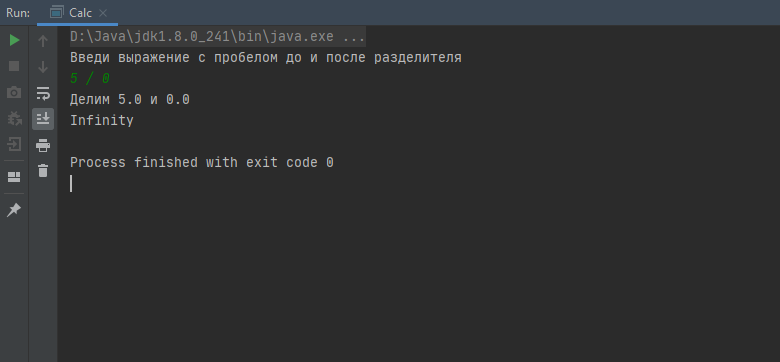 Run: Calc ×
D:\Java\jdk1.8.0_241\bin\java.exe ...
Введи выражение с пробелом до и после разделителя
5 / 0
Делим 5.0 и 0.0
Infinity
Process finished with exit code 0